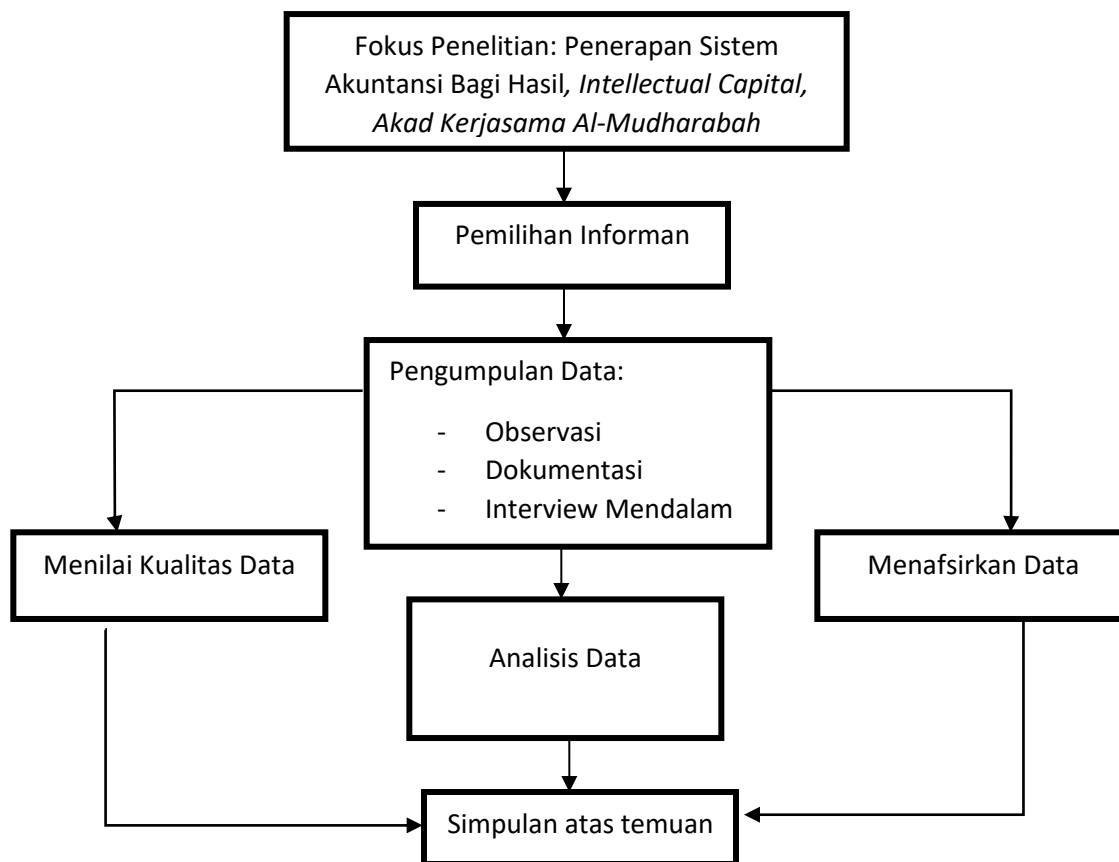 Fokus Penelitian: Penerapan Sistem
Akuntansi Bagi Hasil, Intellectual Capital,
Akad Kerjasama Al-Mudharabah
Pemilihan Informan
Pengumpulan Data:
- Observasi
- Dokumentasi
- Interview Mendalam
Menilai Kualitas Data
Menafsirkan Data
Analisis Data
Simpulan atas temuan